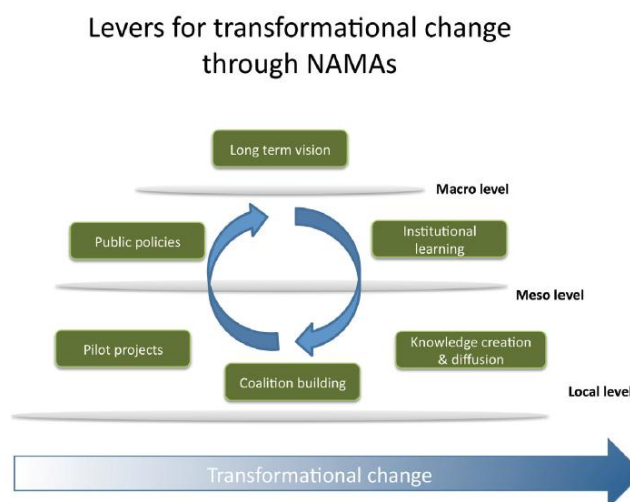 Levers for transformational change
through NAMAs
Long term vision
Macro level
Public policies
Institutional
learning
Meso level
Pilot projects
Knowledge creation
& diffusion
Coalition building
Local level
Transformational change